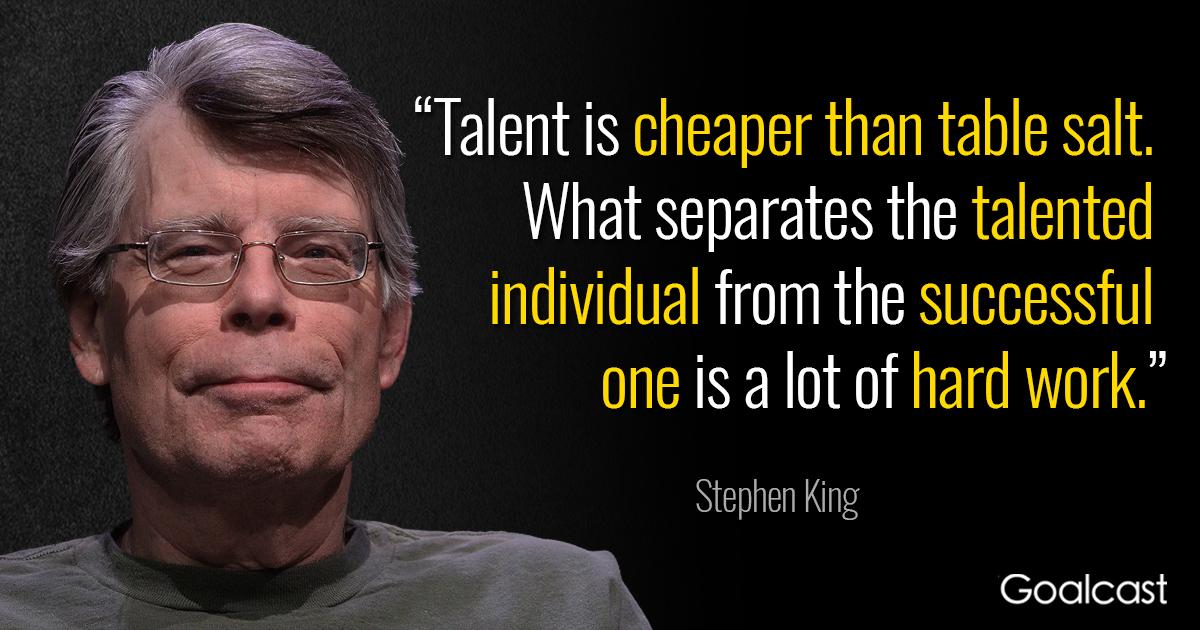 “Talent is cheaper than table salt.
What separates the talented
individual from the successful
one is a lot of hard work.”
Stephen King
Goalcast